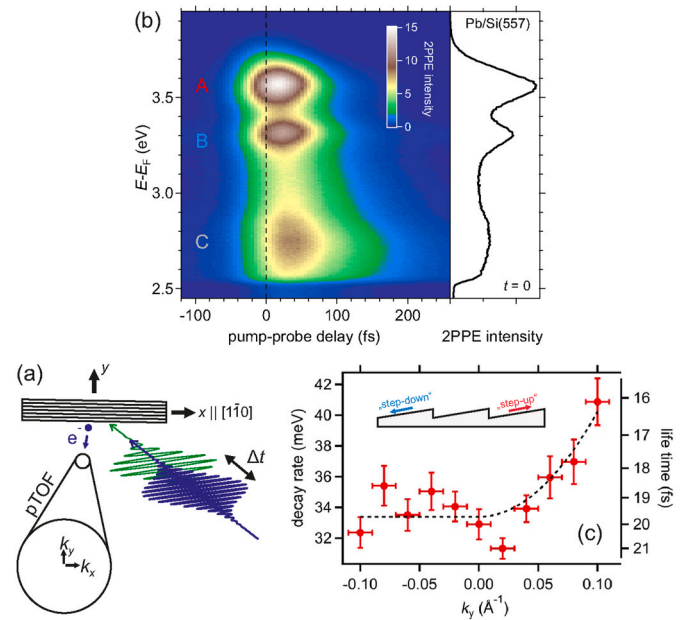 (b)
Pb/Si(557)
15
10
5
0
2PPE intensity
A
B
C
3.5
3.0
2.5
E-E_F (eV)
-100
0
100
200
pump-probe delay (fs)
t = 0
2PPE intensity
(a)
y
x || [11̄0]
e⁻
Δt
pTOF
k_y
k_x
42
40
38
36
34
32
decay rate (meV)
„step-down“
„step-up“
16
17
18
19
20
21
life time (fs)
(c)
-0.10
-0.05
0.00
0.05
0.10
k_y (Å⁻¹)